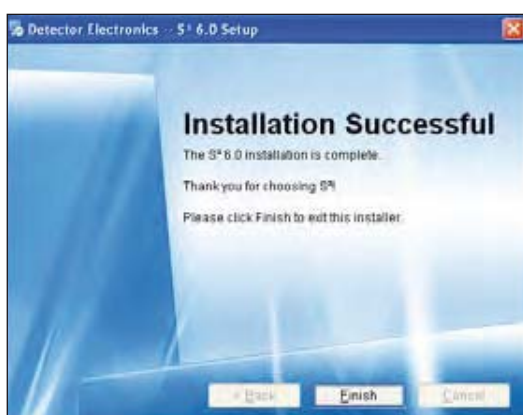 Detector Electronics -- S³ 6.0 Setup
Installation Successful
The S³ 6.0 installation is complete.
Thank you for choosing S³!
Please click Finish to exit this installer.
< Back
Finish
Cancel